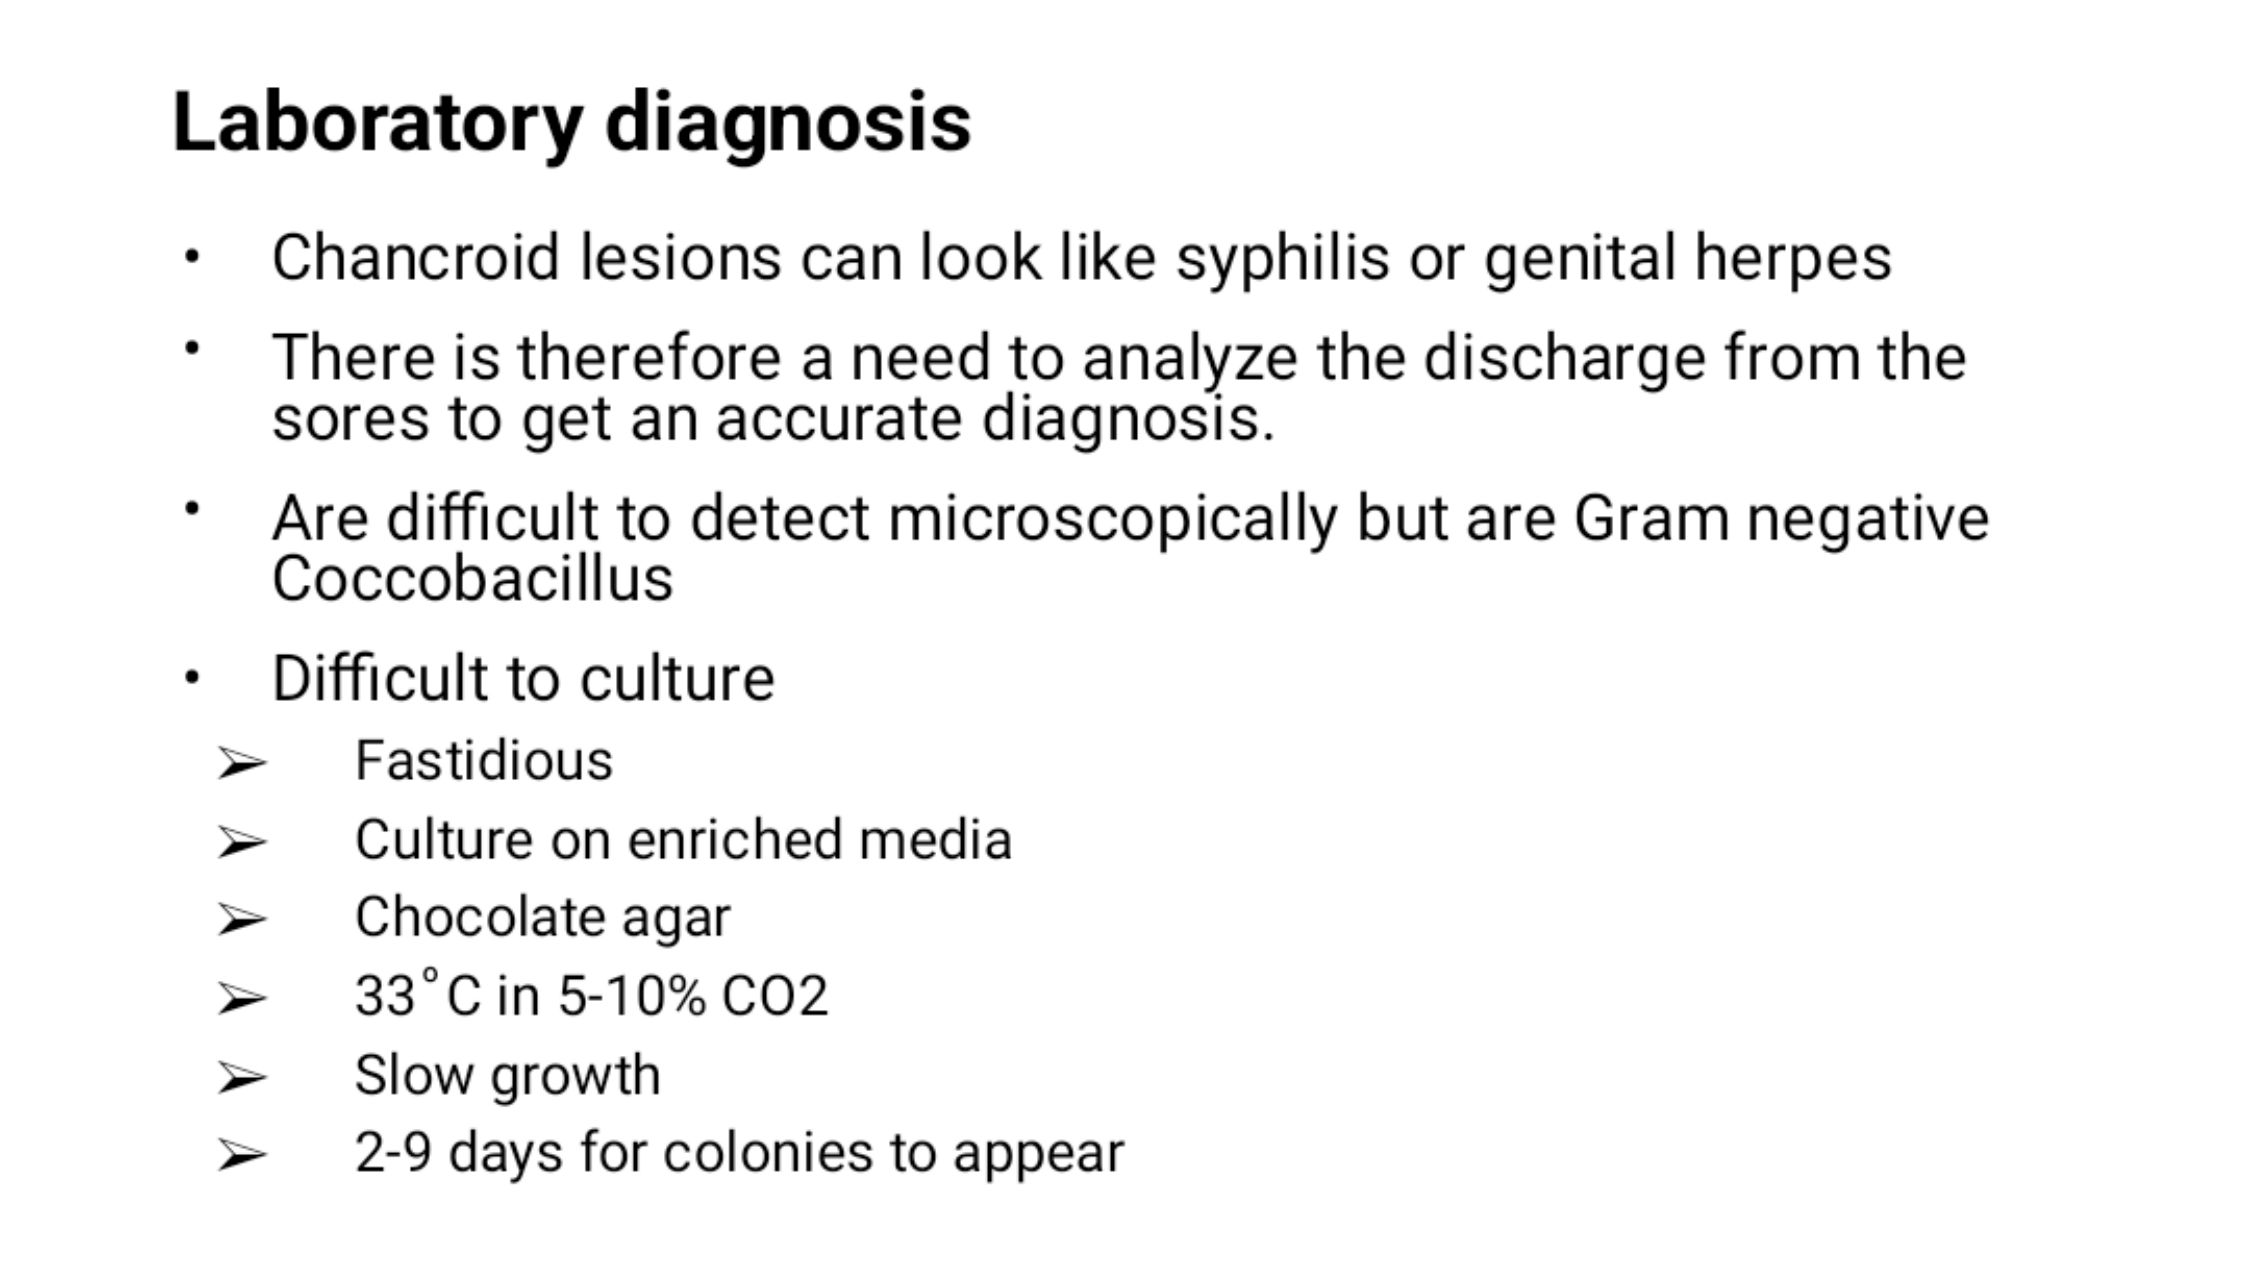 Laboratory diagnosis
• Chancroid lesions can look like syphilis or genital herpes
• There is therefore a need to analyze the discharge from the
sores to get an accurate diagnosis.
• Are difficult to detect microscopically but are Gram negative
Coccobacillus
• Difficult to culture
➢ Fastidious
➢ Culture on enriched media
➢ Chocolate agar
➢ 33°C in 5-10% CO2
➢ Slow growth
➢ 2-9 days for colonies to appear